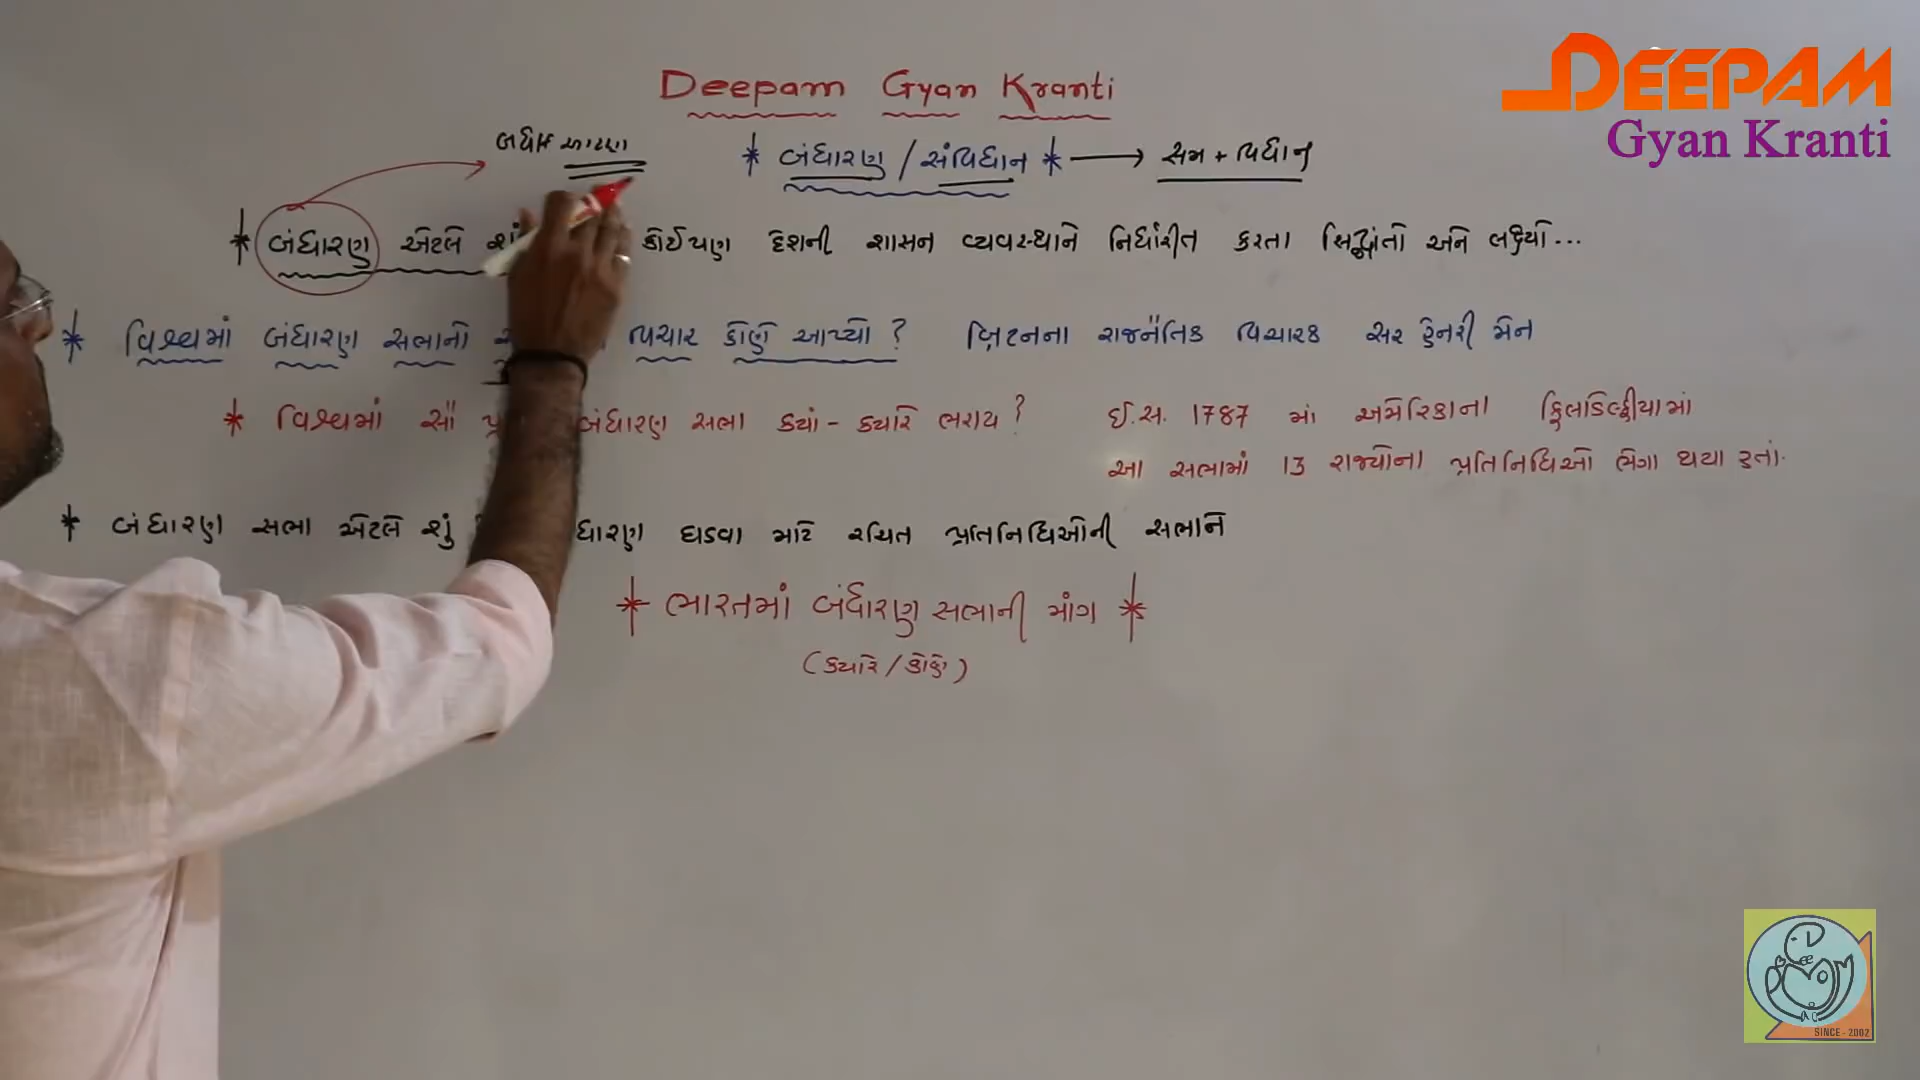 Deepam Gyan Kranti
DEEPAM
Gyan Kranti
* બંધારણ / સંવિધાન * → સમ + વિધાન
* બંધારણ એટલે શું કોઈપણ દેશની શાસન વ્યવસ્થાને નિર્ધારીત કરતા સિદ્ધાંતો અને લક્ષ્યો...
* વિશ્વમાં બંધારણ સભાનો વિચાર કોણે આપ્યો ? બ્રિટનના રાજનૈતિક વિચારક સર હેનરી મેન
* વિશ્વમાં સૌ બંધારણ સભા ક્યાં - ક્યારે ભરાય ? ઈ.સ. 1787 માં અમેરિકાના ફિલાડેલ્ફીયામાં
આ સભામાં 13 રાજ્યોના પ્રતિનિધિઓ ભેગા થયા હતાં.
* બંધારણ સભા એટલે શું ધારણ ઘડવા માટે રચિત પ્રતિનિધિઓની સભાને
* ભારતમાં બંધારણ સભાની માંગ *
(ક્યારે / કોણે)
SINCE - 2002